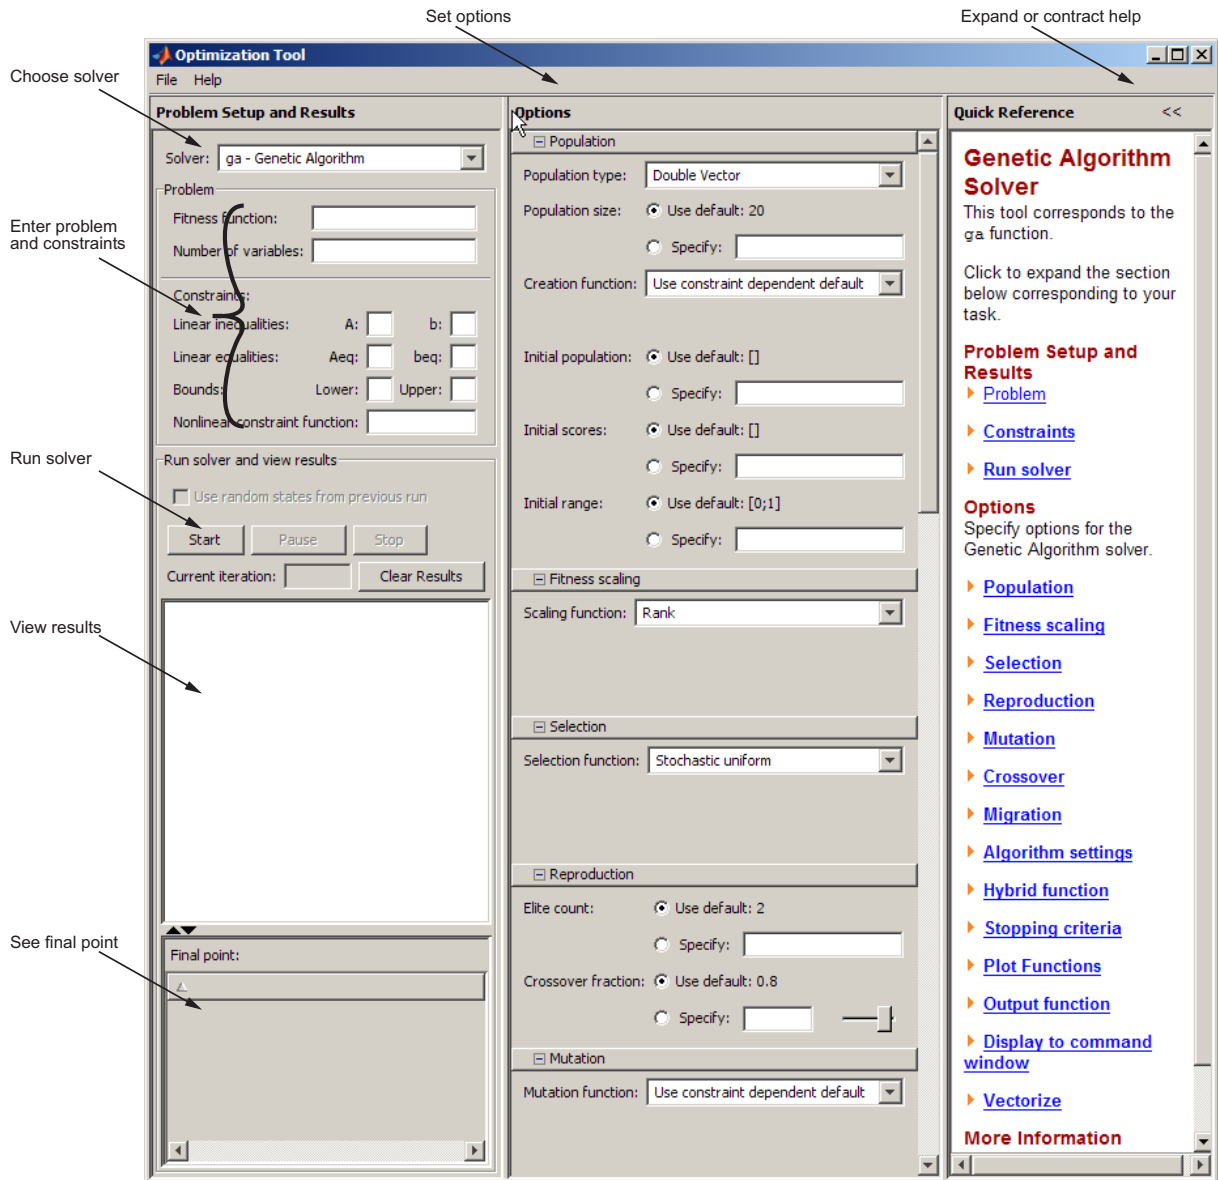 Set options
Expand or contract help
Choose solver
Enter problem
and constraints
Run solver
View results
See final point
Optimization Tool
File Help
Problem Setup and Results
Solver: ga - Genetic Algorithm
Problem
Fitness function:
Number of variables:
Constraints:
Linear inequalities: A: b:
Linear equalities: Aeq: beq:
Bounds: Lower: Upper:
Nonlinear constraint function:
Run solver and view results
Use random states from previous run
Start Pause Stop
Current iteration: Clear Results
Final point:
Options
Population
Population type: Double Vector
Population size: Use default: 20
Specify:
Creation function: Use constraint dependent default
Initial population: Use default: []
Specify:
Initial scores: Use default: []
Specify:
Initial range: Use default: [0;1]
Specify:
Fitness scaling
Scaling function: Rank
Selection
Selection function: Stochastic uniform
Reproduction
Elite count: Use default: 2
Specify:
Crossover fraction: Use default: 0.8
Specify:
Mutation
Mutation function: Use constraint dependent default
Quick Reference <<
Genetic Algorithm
Solver
This tool corresponds to the
ga function.
Click to expand the section
below corresponding to your
task.
Problem Setup and
Results
Problem
Constraints
Run solver
Options
Specify options for the
Genetic Algorithm solver.
Population
Fitness scaling
Selection
Reproduction
Mutation
Crossover
Migration
Algorithm settings
Hybrid function
Stopping criteria
Plot Functions
Output function
Display to command
window
Vectorize
More Information